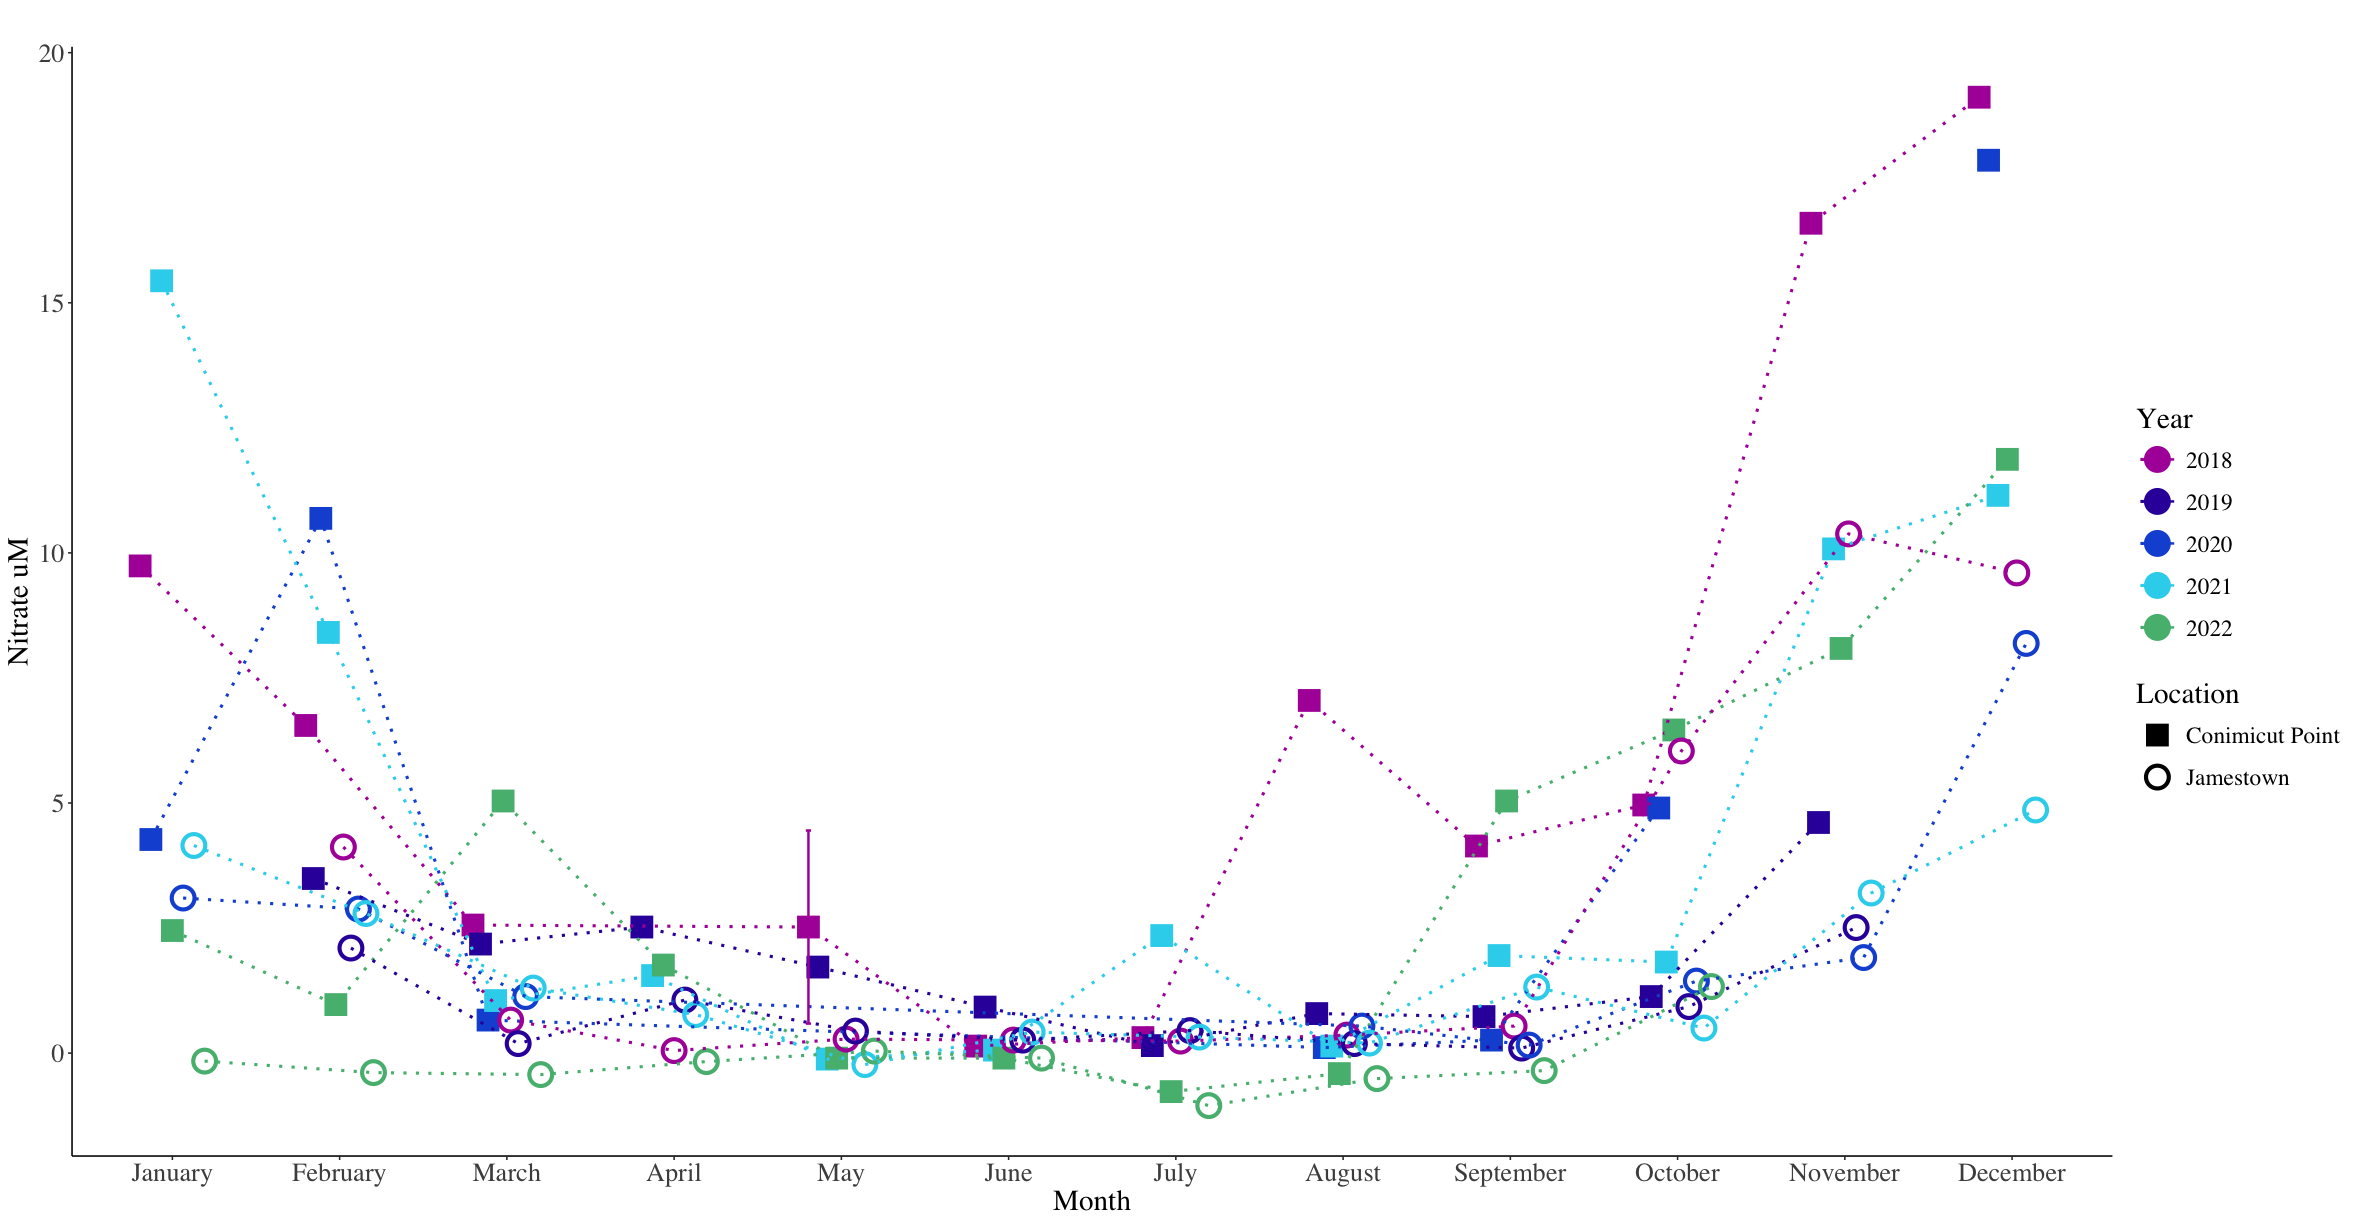 20
15
10
5
0
Nitrate uM
January February March April May June July August September October November December
Month
Year
2018
2019
2020
2021
2022
Location
Conimicut Point
Jamestown